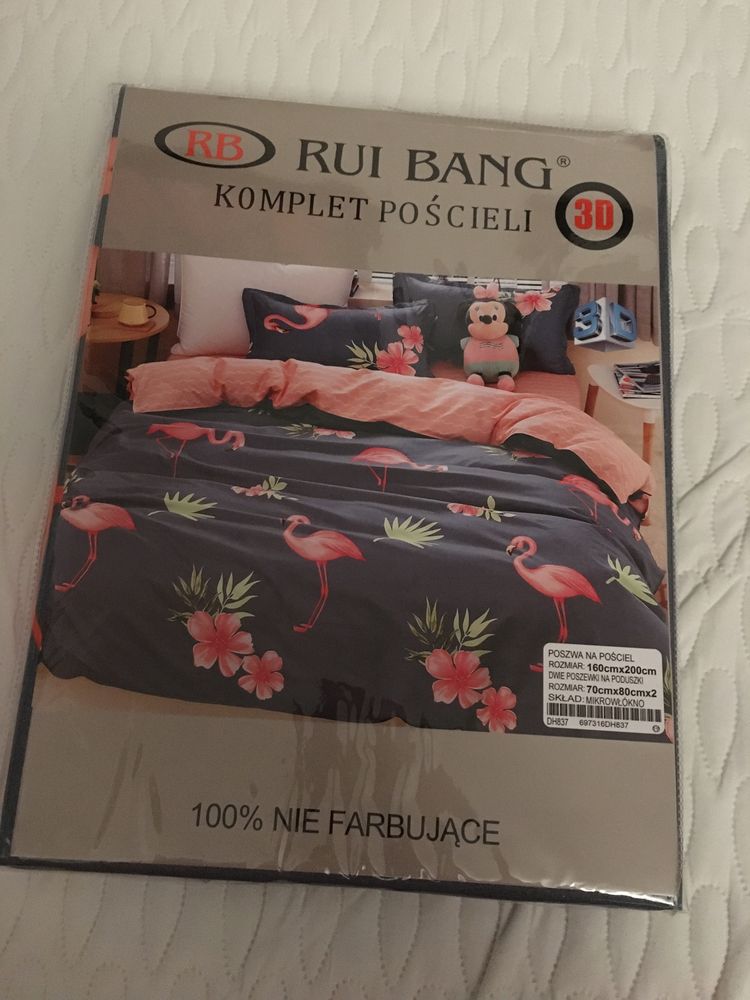 RB RUI BANG®
KOMPLET POŚCIELI 3D
3D
POSZWA NA POŚCIEL
ROZMIAR: 160cmx200cm
DWIE POSZEWKI NA PODUSZKI
ROZMIAR: 70cmx80cmx2
SKŁAD: MIKROWŁÓKNO
DH837 697316DH837
100% NIE FARBUJĄCE